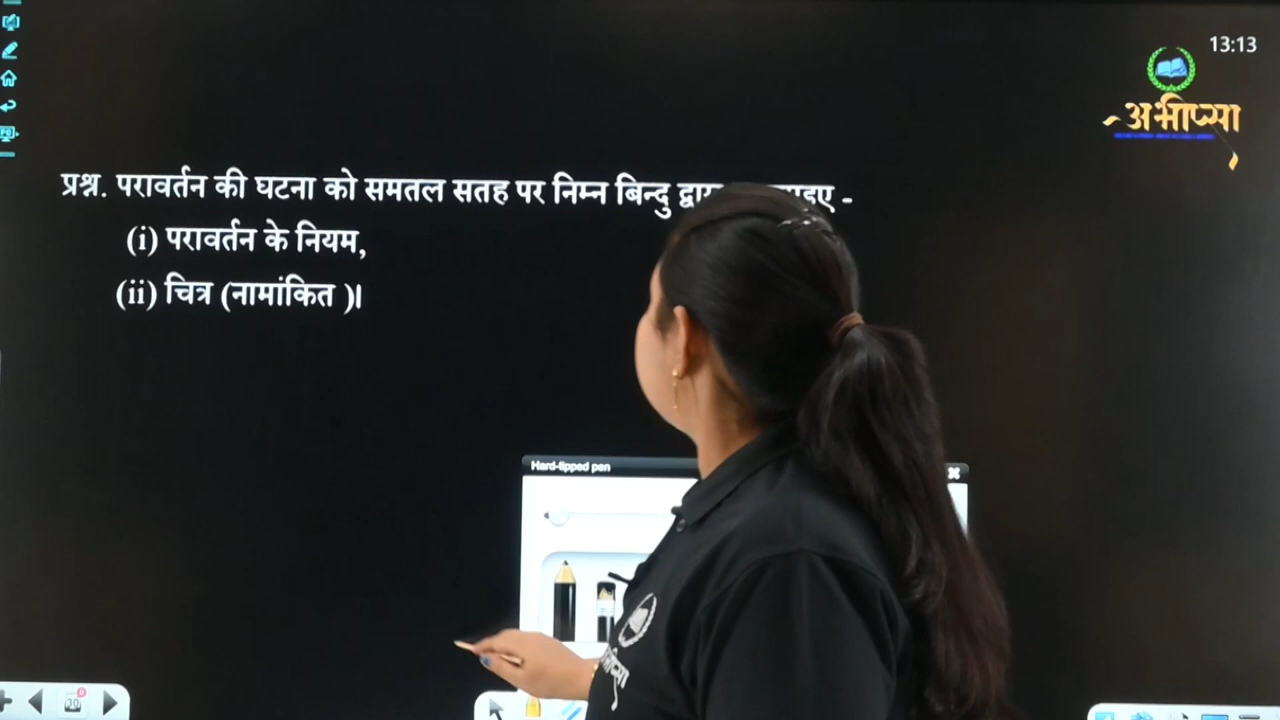 13:13
अभीप्सा
प्रश्न. परावर्तन की घटना को समतल सतह पर निम्न बिन्दु -
(i) परावर्तन के नियम,
(ii) चित्र (नामांकित )।
Hard-tipped pen